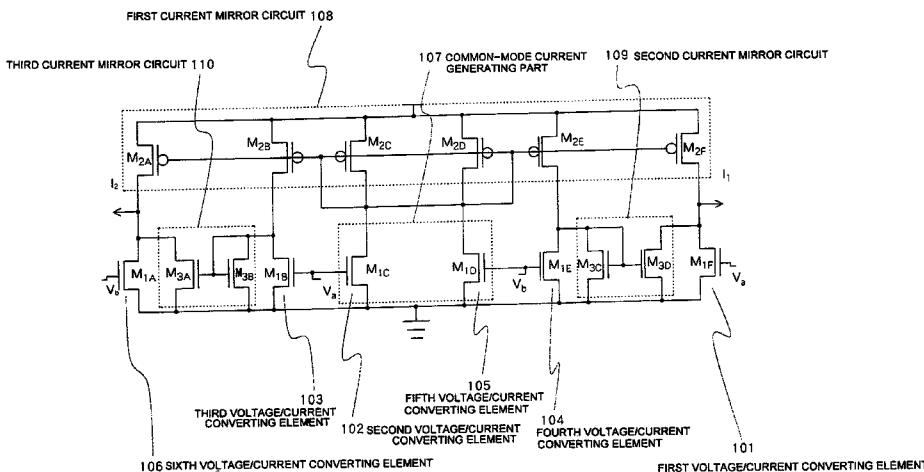 FIRST CURRENT MIRROR CIRCUIT 108
THIRD CURRENT MIRROR CIRCUIT 110
107 COMMON-MODE CURRENT
GENERATING PART
109 SECOND CURRENT MIRROR CIRCUIT
M2A
M2B
M2C
M2D
M2E
M2F
I2
I1
M1A
M3A
M3B
M1B
M1C
M1D
M1E
M3C
M3D
M1F
Vb
Va
Vb
Va
103
THIRD VOLTAGE/CURRENT
CONVERTING ELEMENT
102 SECOND VOLTAGE/CURRENT
CONVERTING ELEMENT
105
FIFTH VOLTAGE/CURRENT
CONVERTING ELEMENT
104
FOURTH VOLTAGE/CURRENT
CONVERTING ELEMENT
101
FIRST VOLTAGE/CURRENT CONVERTING ELEMENT
106 SIXTH VOLTAGE/CURRENT CONVERTING ELEMENT